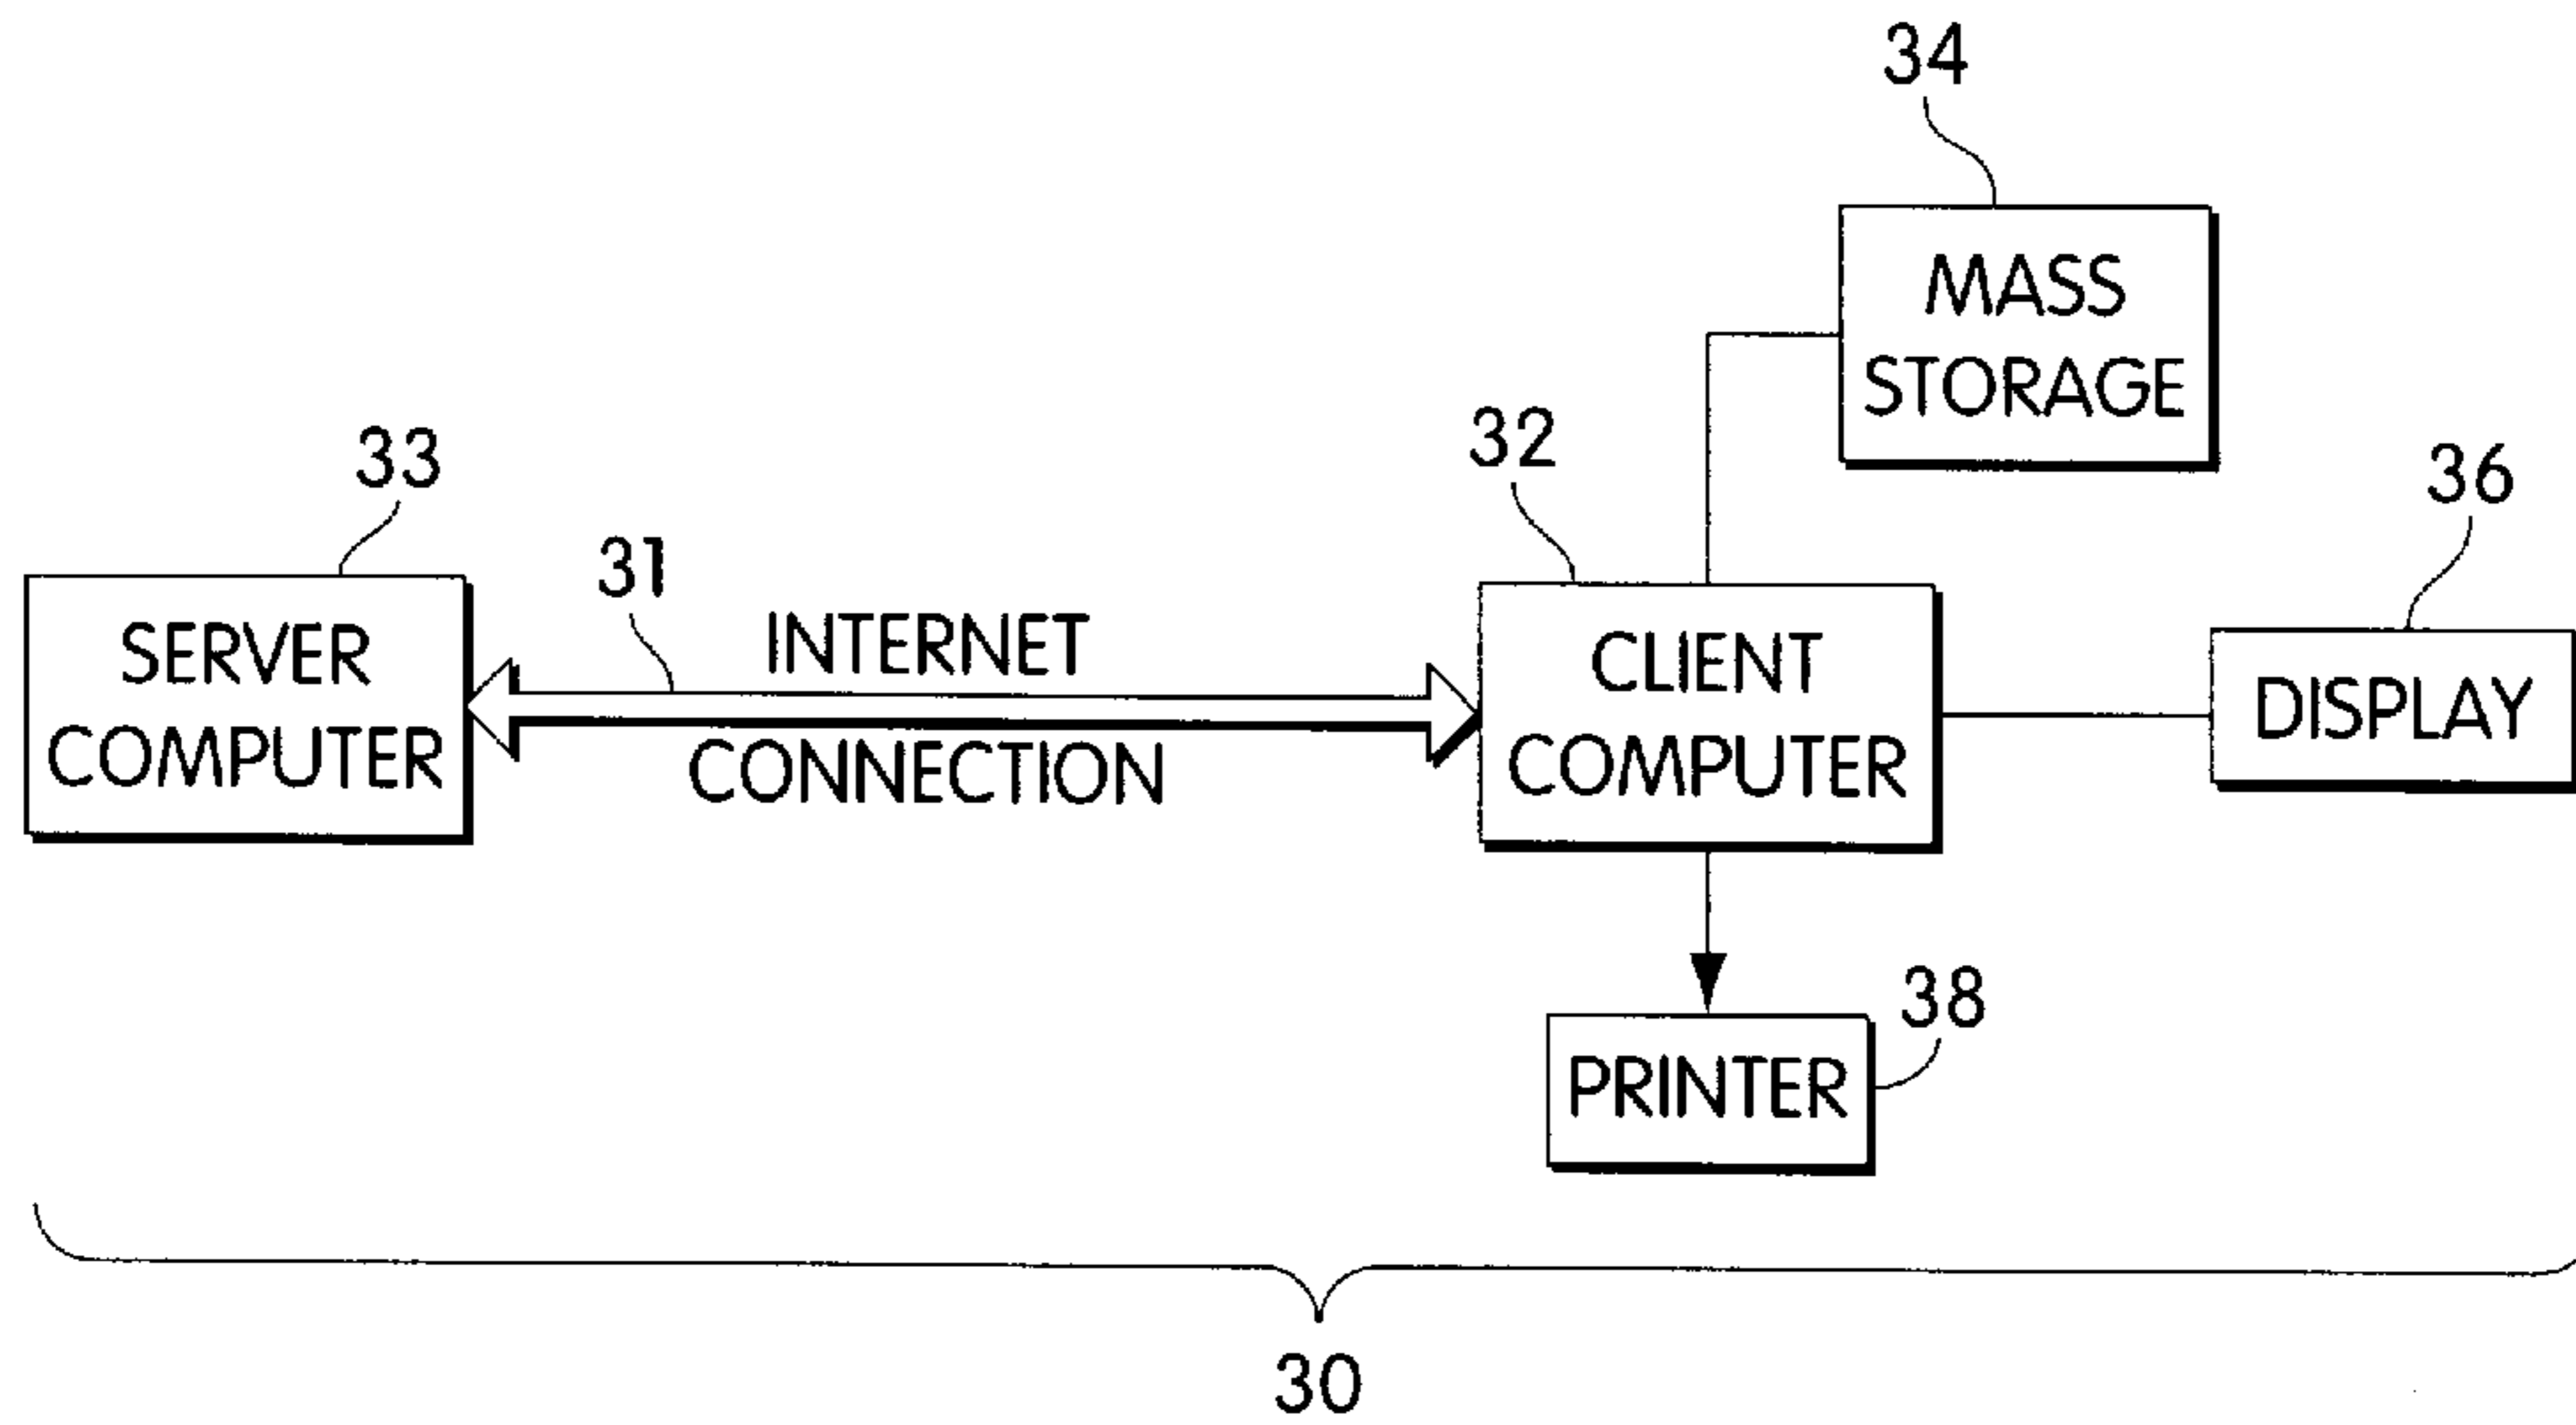 34
MASS
STORAGE
33
32
36
31
SERVER
COMPUTER
INTERNET
CONNECTION
CLIENT
COMPUTER
DISPLAY
38
PRINTER
30